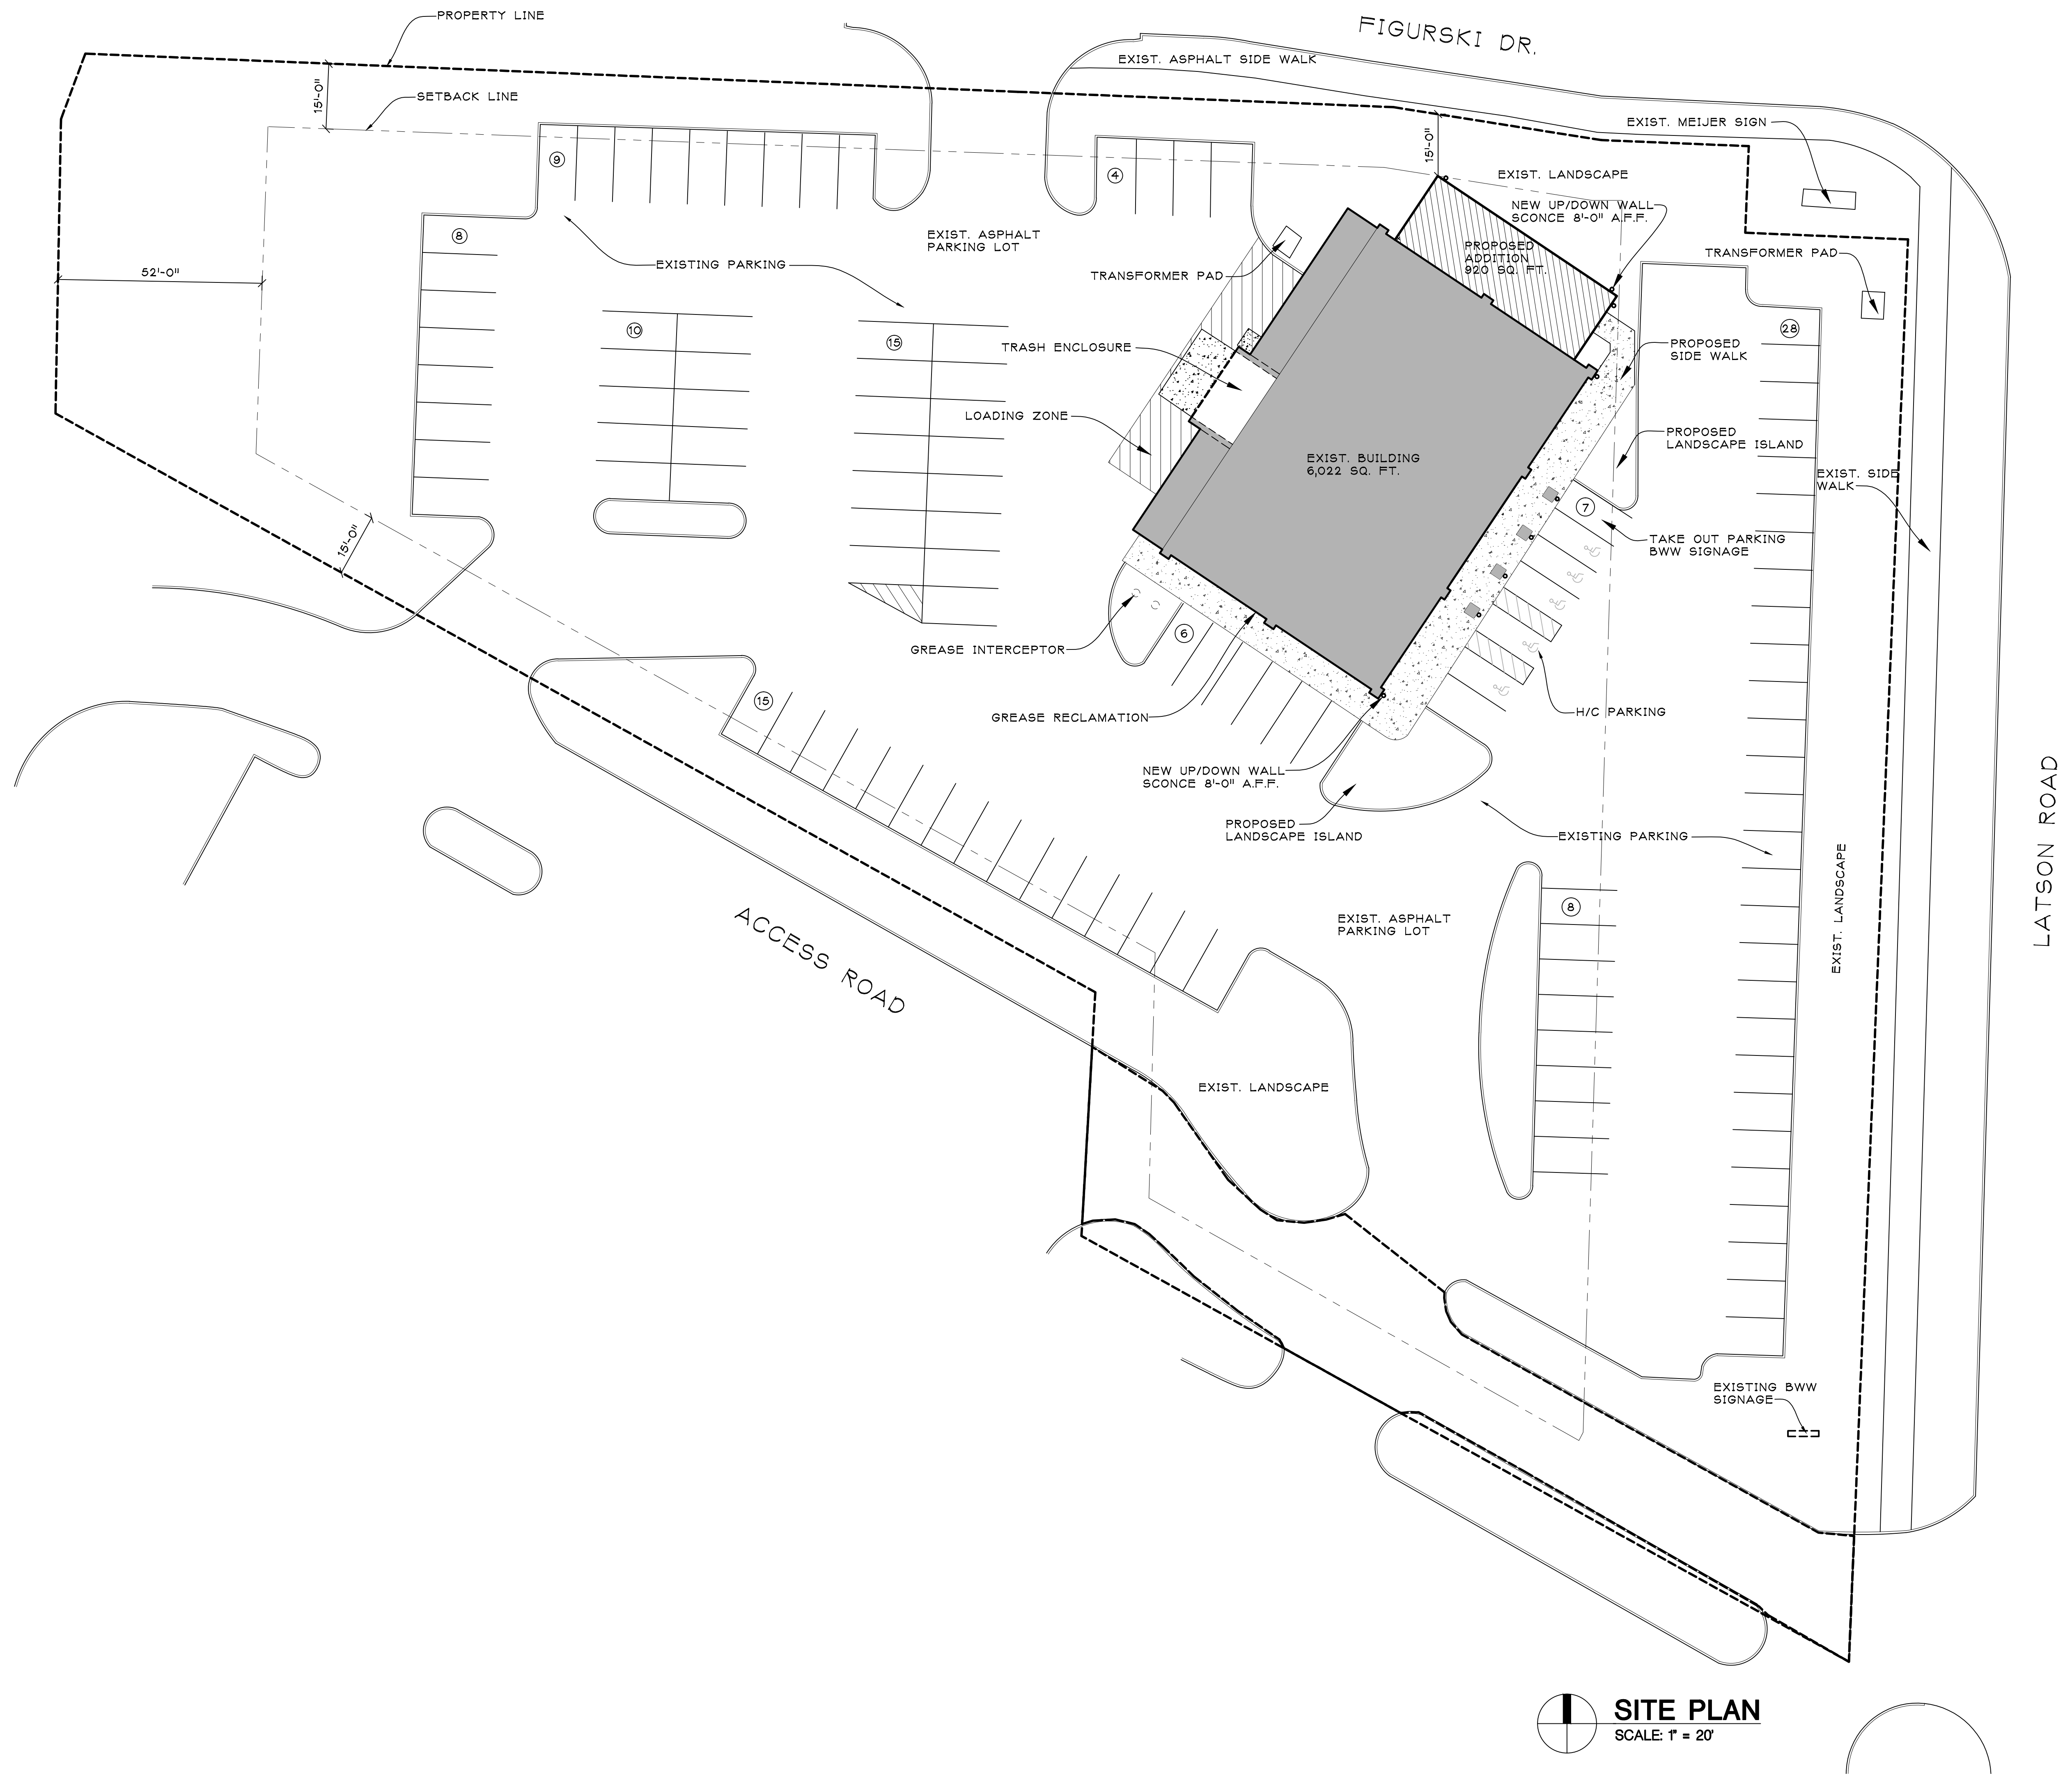 PROPERTY LINE
FIGURSKI DR.
EXIST. ASPHALT SIDE WALK
15'-0"
SETBACK LINE
EXIST. MEIJER SIGN
15'-0"
9
4
EXIST. LANDSCAPE
NEW UP/DOWN WALL
SCONCE 8'-0" A.F.F.
8
EXIST. ASPHALT
PARKING LOT
PROPOSED
ADDITION
920 SQ. FT.
TRANSFORMER PAD
52'-0"
EXISTING PARKING
TRANSFORMER PAD
10
15
28
TRASH ENCLOSURE
PROPOSED
SIDE WALK
LOADING ZONE
PROPOSED
LANDSCAPE ISLAND
EXIST. BUILDING
6,022 SQ. FT.
EXIST. SIDE
WALK
7
15'-0"
TAKE OUT PARKING
BWW SIGNAGE
6
GREASE INTERCEPTOR
15
GREASE RECLAMATION
H/C PARKING
NEW UP/DOWN WALL
SCONCE 8'-0" A.F.F.
PROPOSED
LANDSCAPE ISLAND
EXISTING PARKING
LATSON ROAD
EXIST. LANDSCAPE
8
EXIST. ASPHALT
PARKING LOT
ACCESS ROAD
EXIST. LANDSCAPE
EXISTING BWW
SIGNAGE
SITE PLAN
SCALE: 1" = 20'